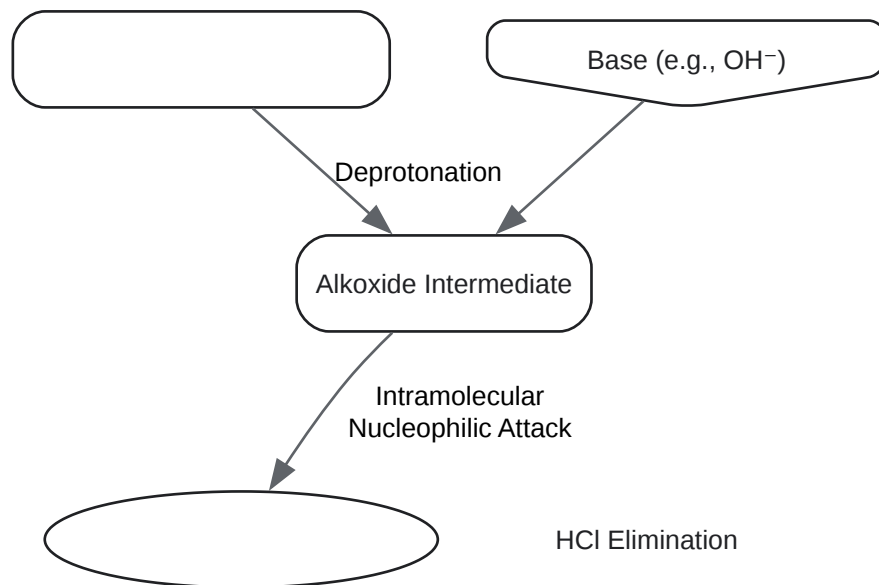 Base (e.g., OH⁻)
Deprotonation
Alkoxide Intermediate
Intramolecular
Nucleophilic Attack
HCl Elimination